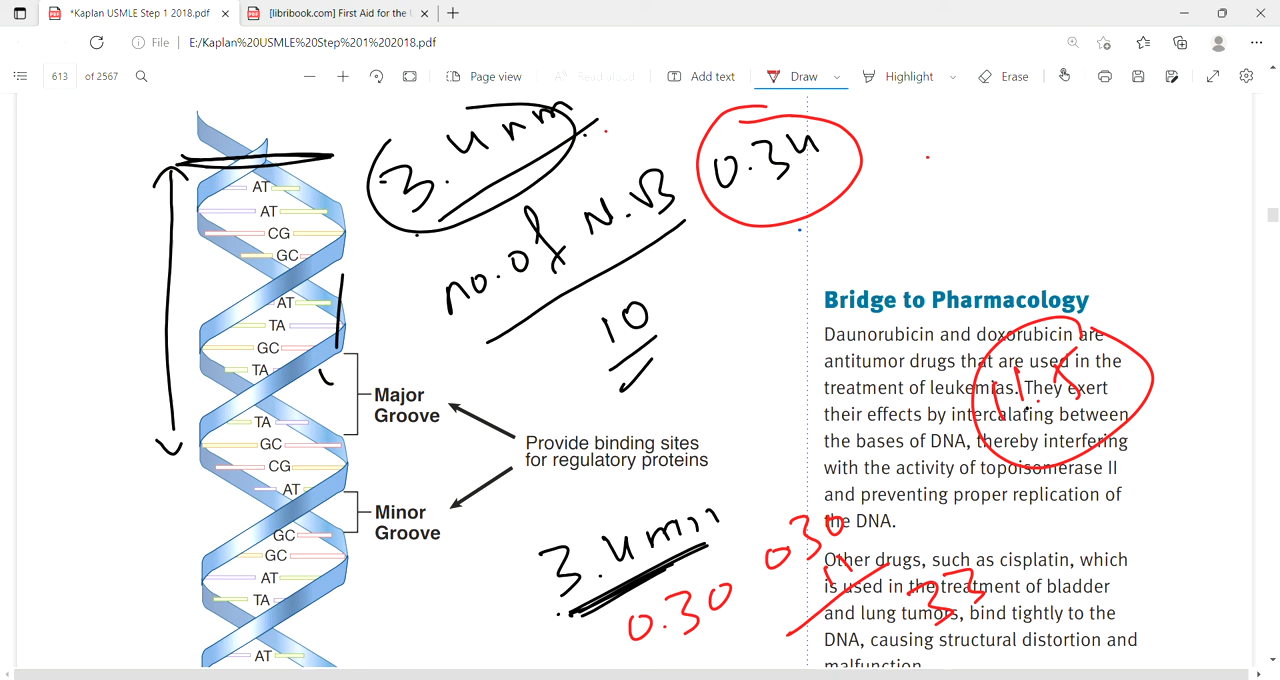 *Kaplan USMLE Step 1 2018.pdf
[libribook.com] First Aid for the
File E:/Kaplan%20USMLE%20Step%201%202018.pdf
613 of 2567
Page view
Read aloud
Add text
Draw
Highlight
Erase
3.4nm
0.34
no.of N.B
10
AT
AT
CG
GC
AT
TA
GC
TA
TA
GC
CG
AT
GC
GC
AT
TA
AT
Major
Groove
Minor
Groove
Provide binding sites
for regulatory proteins
3.4m
0.30
0.30
11
33
Bridge to Pharmacology
Daunorubicin and doxorubicin are
antitumor drugs that are used in the
treatment of leukemias. They exert
their effects by intercalating between
the bases of DNA, thereby interfering
with the activity of topoisomerase II
and preventing proper replication of
the DNA.
Other drugs, such as cisplatin, which
is used in the treatment of bladder
and lung tumors, bind tightly to the
DNA, causing structural distortion and
malfunction.